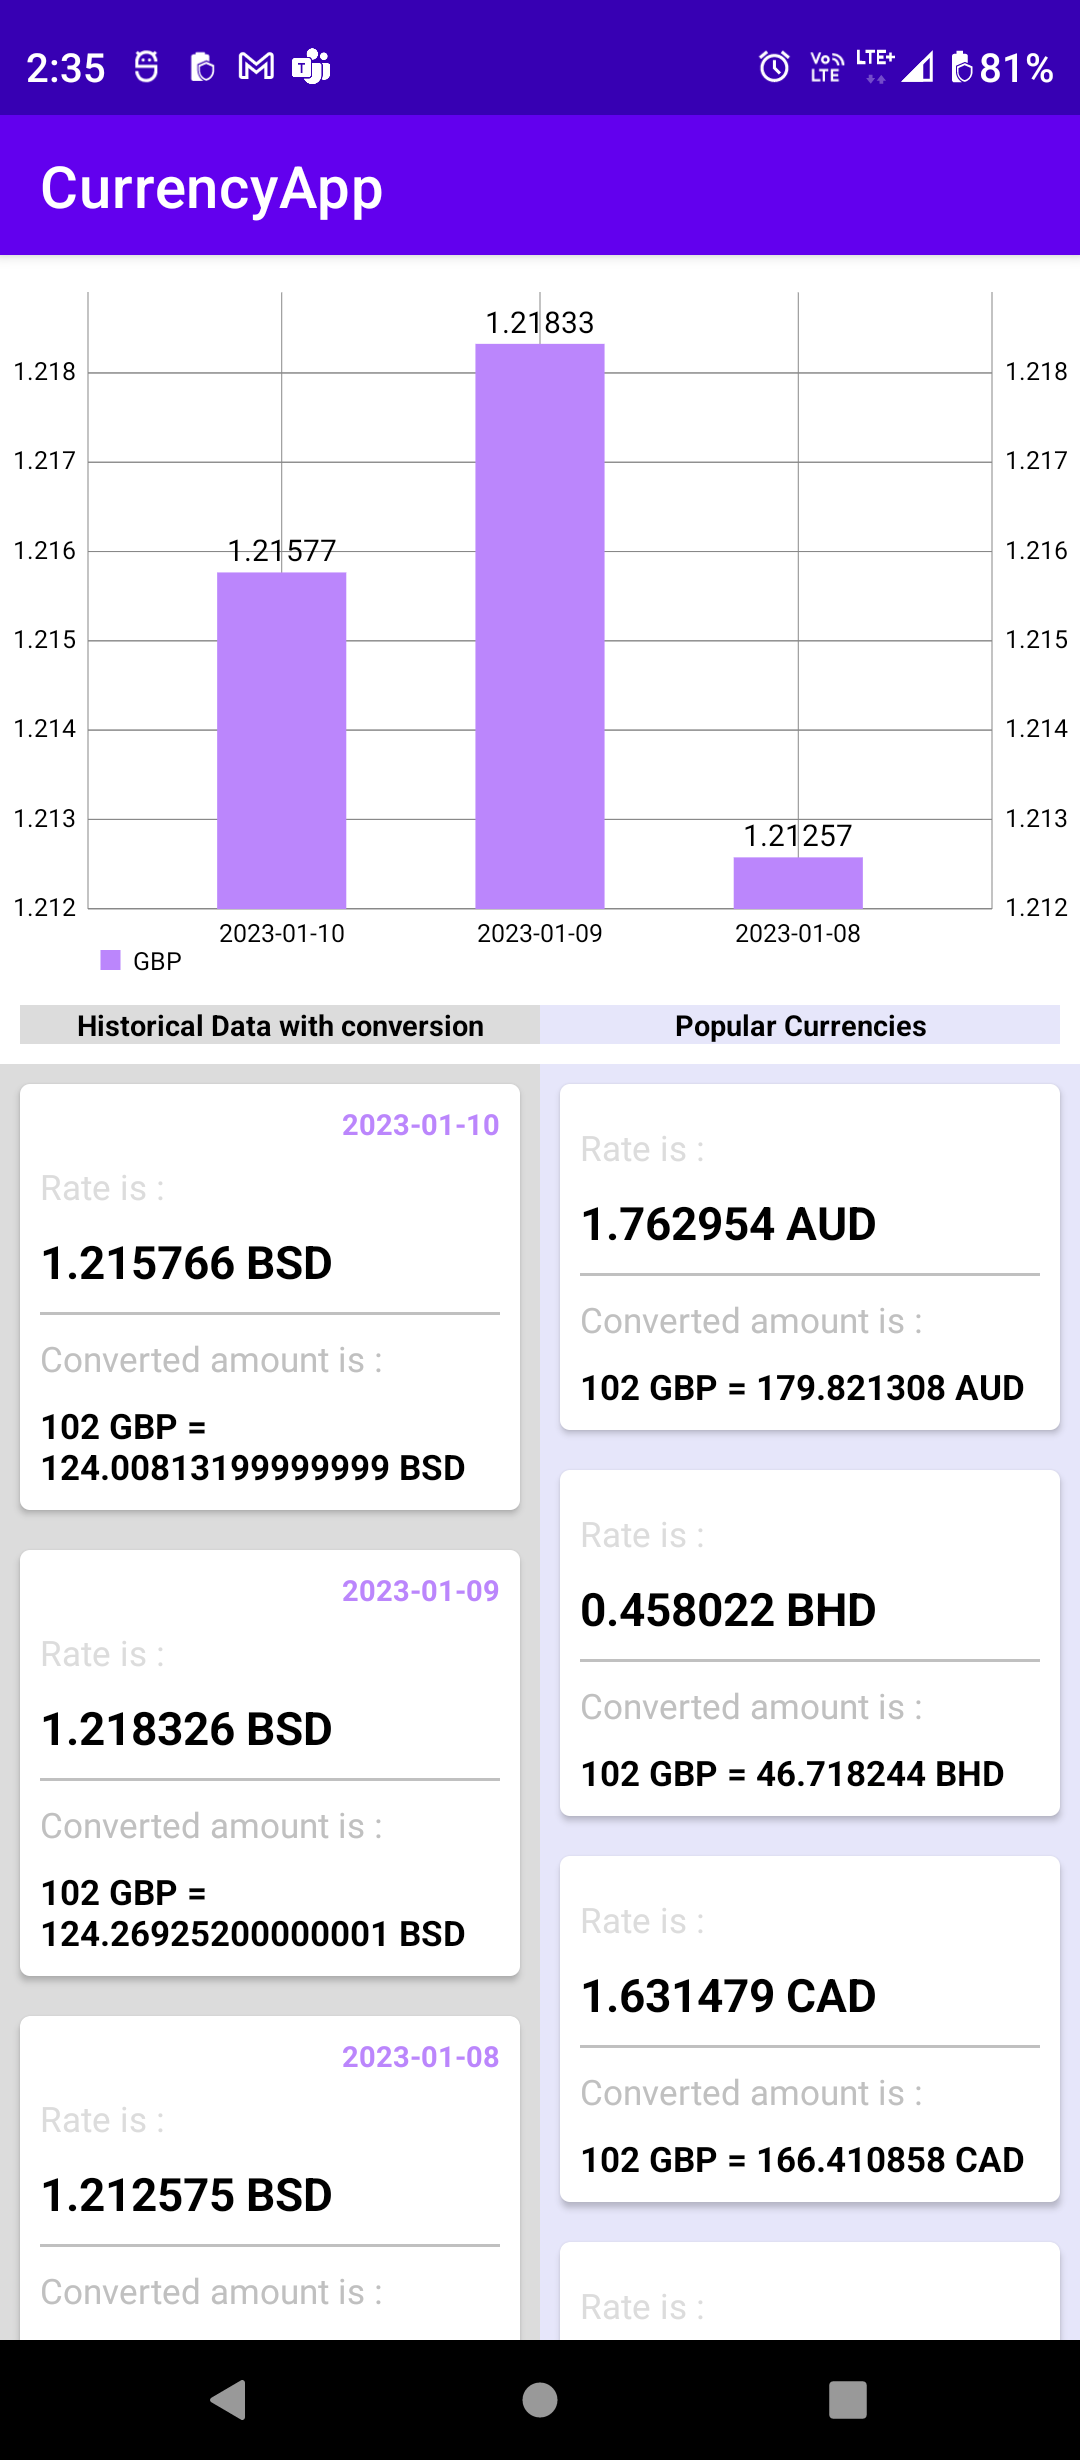 2:35
VoLTE LTE+ 81%
CurrencyApp
1.21833
1.218 1.218
1.217 1.217
1.21577
1.216 1.216
1.215 1.215
1.214 1.214
1.213 1.213
1.21257
1.212 1.212
2023-01-10 2023-01-09 2023-01-08
GBP
Historical Data with conversion
Popular Currencies
2023-01-10
Rate is :
1.215766 BSD
Converted amount is :
102 GBP =
124.00813199999999 BSD
2023-01-09
Rate is :
1.218326 BSD
Converted amount is :
102 GBP =
124.26925200000001 BSD
2023-01-08
Rate is :
1.212575 BSD
Converted amount is :
Rate is :
1.762954 AUD
Converted amount is :
102 GBP = 179.821308 AUD
Rate is :
0.458022 BHD
Converted amount is :
102 GBP = 46.718244 BHD
Rate is :
1.631479 CAD
Converted amount is :
102 GBP = 166.410858 CAD
Rate is :